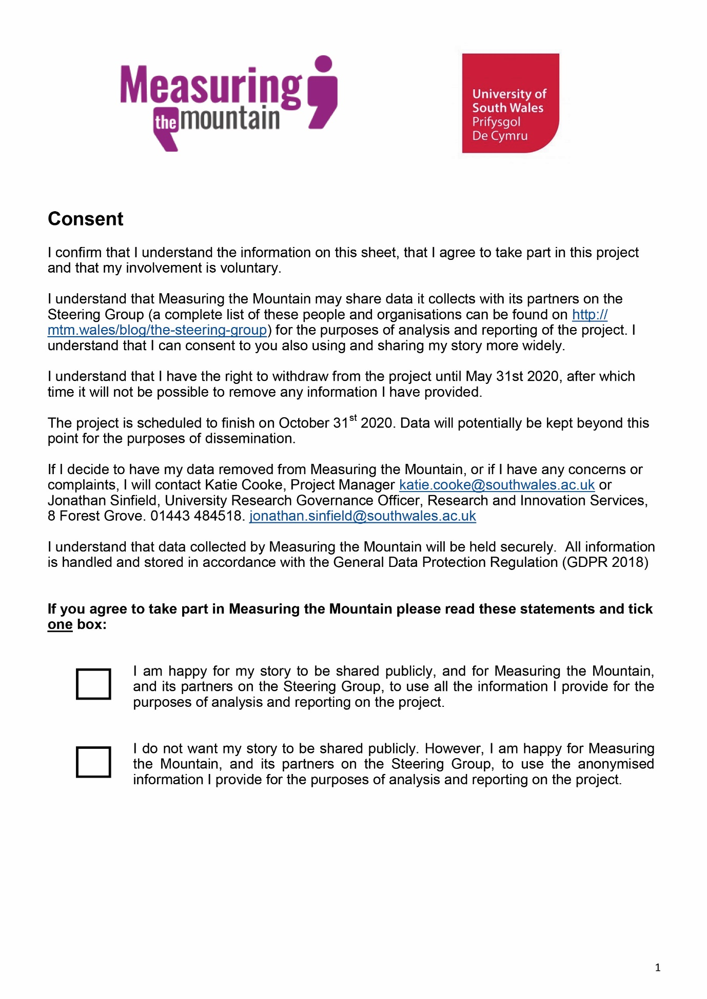 Measuring
the mountain
University of
South Wales
Prifysgol
De Cymru
Consent
I confirm that I understand the information on this sheet, that I agree to take part in this project
and that my involvement is voluntary.
I understand that Measuring the Mountain may share data it collects with its partners on the
Steering Group (a complete list of these people and organisations can be found on http://
mtm.wales/blog/the-steering-group) for the purposes of analysis and reporting of the project. I
understand that I can consent to you also using and sharing my story more widely.
I understand that I have the right to withdraw from the project until May 31st 2020, after which
time it will not be possible to remove any information I have provided.
The project is scheduled to finish on October 31st 2020. Data will potentially be kept beyond this
point for the purposes of dissemination.
If I decide to have my data removed from Measuring the Mountain, or if I have any concerns or
complaints, I will contact Katie Cooke, Project Manager katie.cooke@southwales.ac.uk or
Jonathan Sinfield, University Research Governance Officer, Research and Innovation Services,
8 Forest Grove. 01443 484518. jonathan.sinfield@southwales.ac.uk
I understand that data collected by Measuring the Mountain will be held securely.  All information
is handled and stored in accordance with the General Data Protection Regulation (GDPR 2018)
If you agree to take part in Measuring the Mountain please read these statements and tick
one box:
I am happy for my story to be shared publicly, and for Measuring the Mountain,
and its partners on the Steering Group, to use all the information I provide for the
purposes of analysis and reporting on the project.
I do not want my story to be shared publicly. However, I am happy for Measuring
the Mountain, and its partners on the Steering Group, to use the anonymised
information I provide for the purposes of analysis and reporting on the project.
1